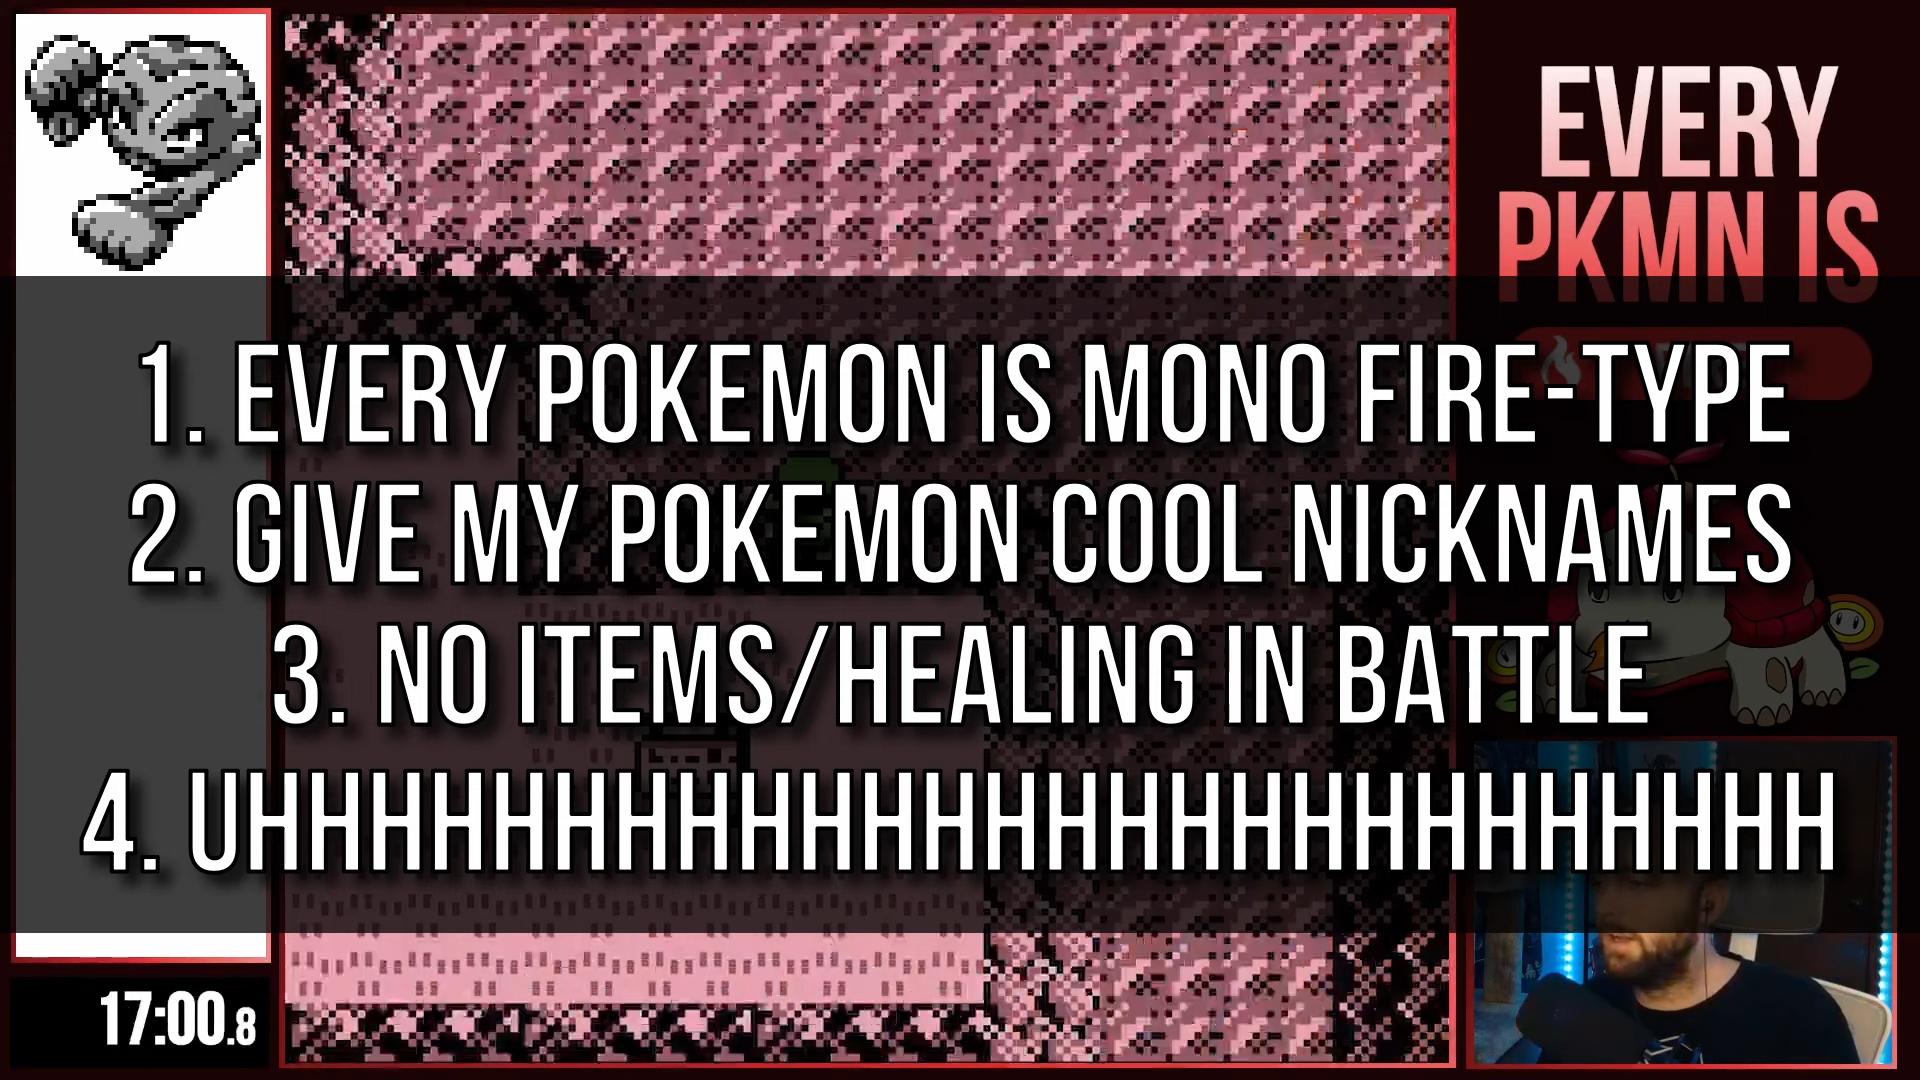 EVERY
PKMN IS
1. EVERY POKEMON IS MONO FIRE-TYPE
2. GIVE MY POKEMON COOL NICKNAMES
3. NO ITEMS/HEALING IN BATTLE
4. UHHHHHHHHHHHHHHHHHHHHHHHHHH
17:00.8